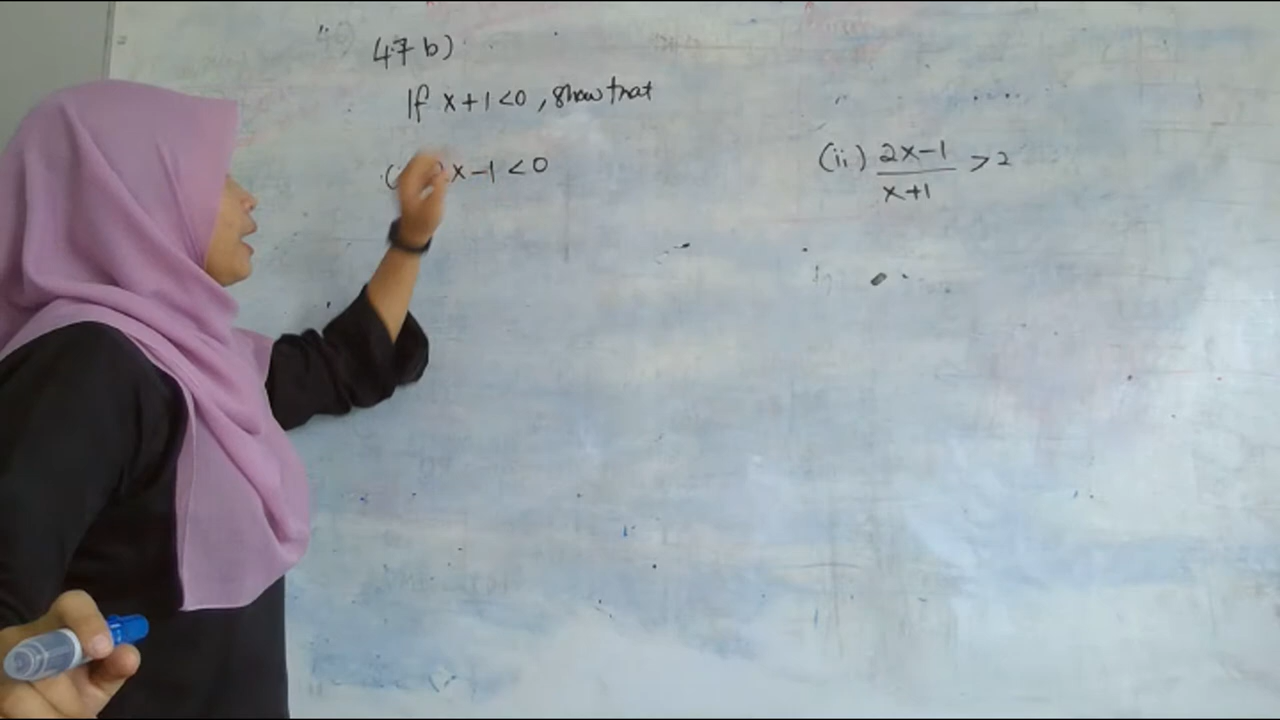 47 b)
If x+1<0, show that
x-1<0
(ii) 2x-1
x+1
>2